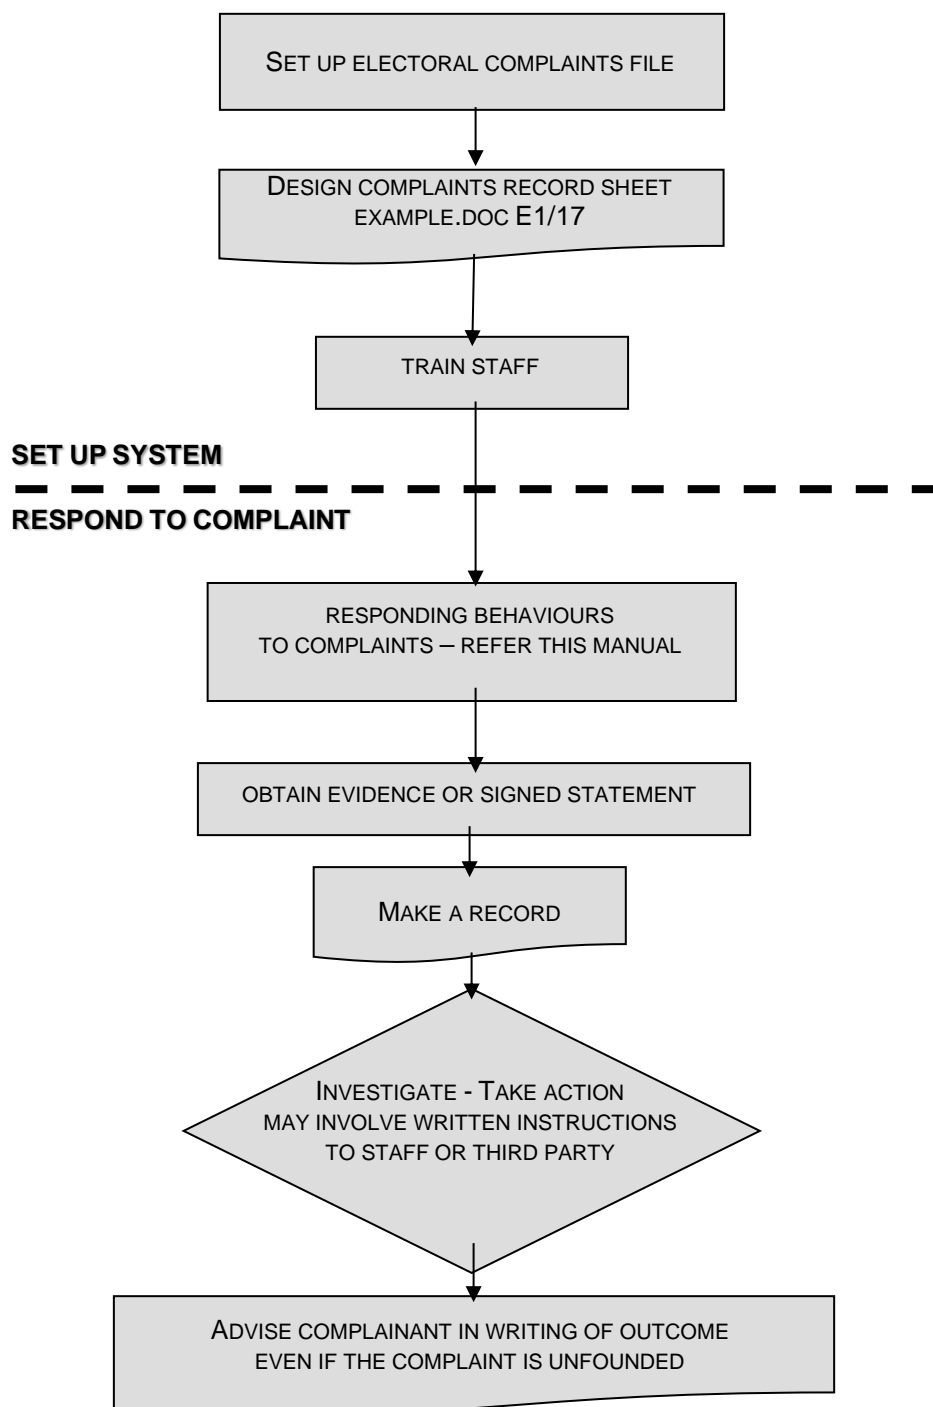 SET UP ELECTORAL COMPLAINTS FILE
DESIGN COMPLAINTS RECORD SHEET
EXAMPLE.DOC E1/17
TRAIN STAFF
SET UP SYSTEM
RESPOND TO COMPLAINT
RESPONDING BEHAVIOURS
TO COMPLAINTS – REFER THIS MANUAL
OBTAIN EVIDENCE OR SIGNED STATEMENT
MAKE A RECORD
INVESTIGATE - TAKE ACTION
MAY INVOLVE WRITTEN INSTRUCTIONS
TO STAFF OR THIRD PARTY
ADVISE COMPLAINANT IN WRITING OF OUTCOME
EVEN IF THE COMPLAINT IS UNFOUNDED